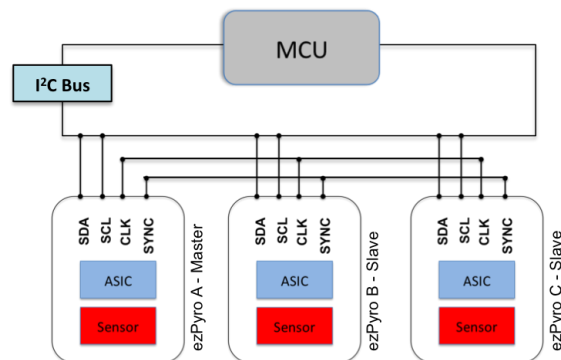 MCU
I²C Bus
SDA
SCL
CLK
SYNC
ASIC
Sensor
ezPyro A - Master
SDA
SCL
CLK
SYNC
ASIC
Sensor
ezPyro B - Slave
SDA
SCL
CLK
SYNC
ASIC
Sensor
ezPyro C - Slave